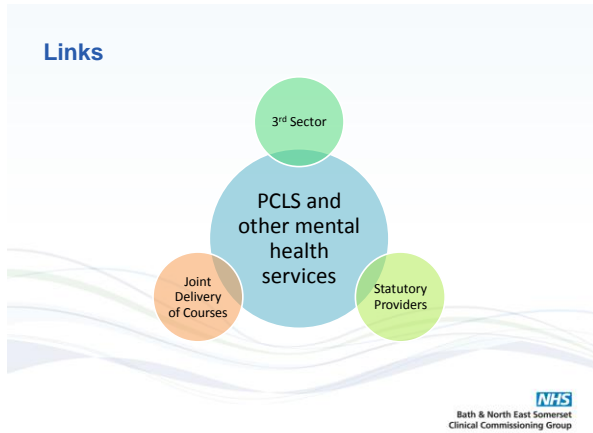 Links
3rd Sector
PCLS and
other mental
health
services
Joint
Delivery
of Courses
Statutory
Providers
NHS
Bath & North East Somerset
Clinical Commissioning Group